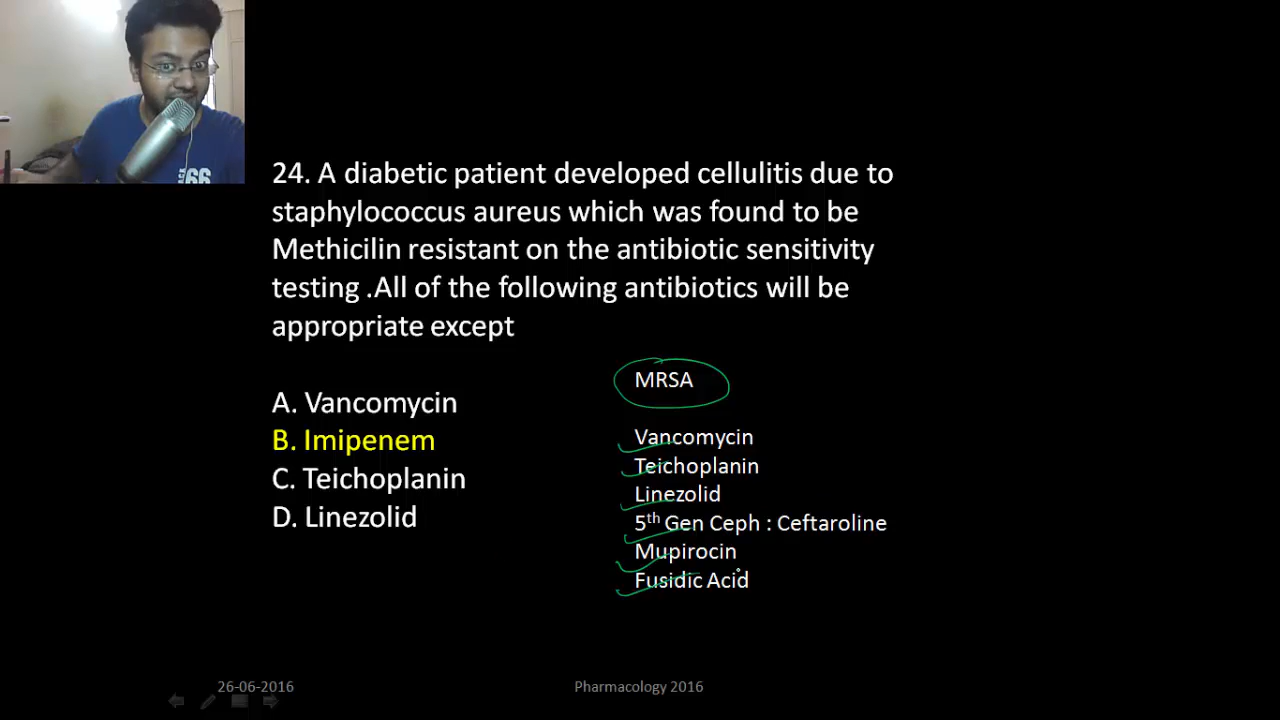 66
24. A diabetic patient developed cellulitis due to
staphylococcus aureus which was found to be
Methicilin resistant on the antibiotic sensitivity
testing .All of the following antibiotics will be
appropriate except
A. Vancomycin
B. Imipenem
C. Teichoplanin
D. Linezolid
MRSA
Vancomycin
Teichoplanin
Linezolid
5th Gen Ceph : Ceftaroline
Mupirocin
Fusidic Acid
26-06-2016
Pharmacology 2016